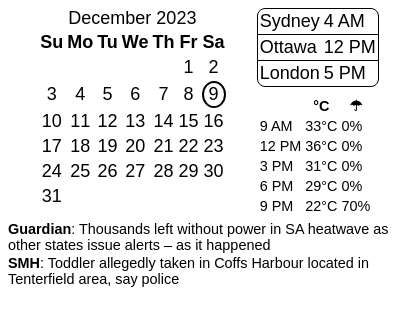 December 2023
Su Mo Tu We Th Fr Sa
1 2
3 4 5 6 7 8 9
10 11 12 13 14 15 16
17 18 19 20 21 22 23
24 25 26 27 28 29 30
31
Sydney 4 AM
Ottawa 12 PM
London 5 PM
°C ☂
9 AM 33°C 0%
12 PM 36°C 0%
3 PM 31°C 0%
6 PM 29°C 0%
9 PM 22°C 70%
Guardian: Thousands left without power in SA heatwave as
other states issue alerts – as it happened
SMH: Toddler allegedly taken in Coffs Harbour located in
Tenterfield area, say police